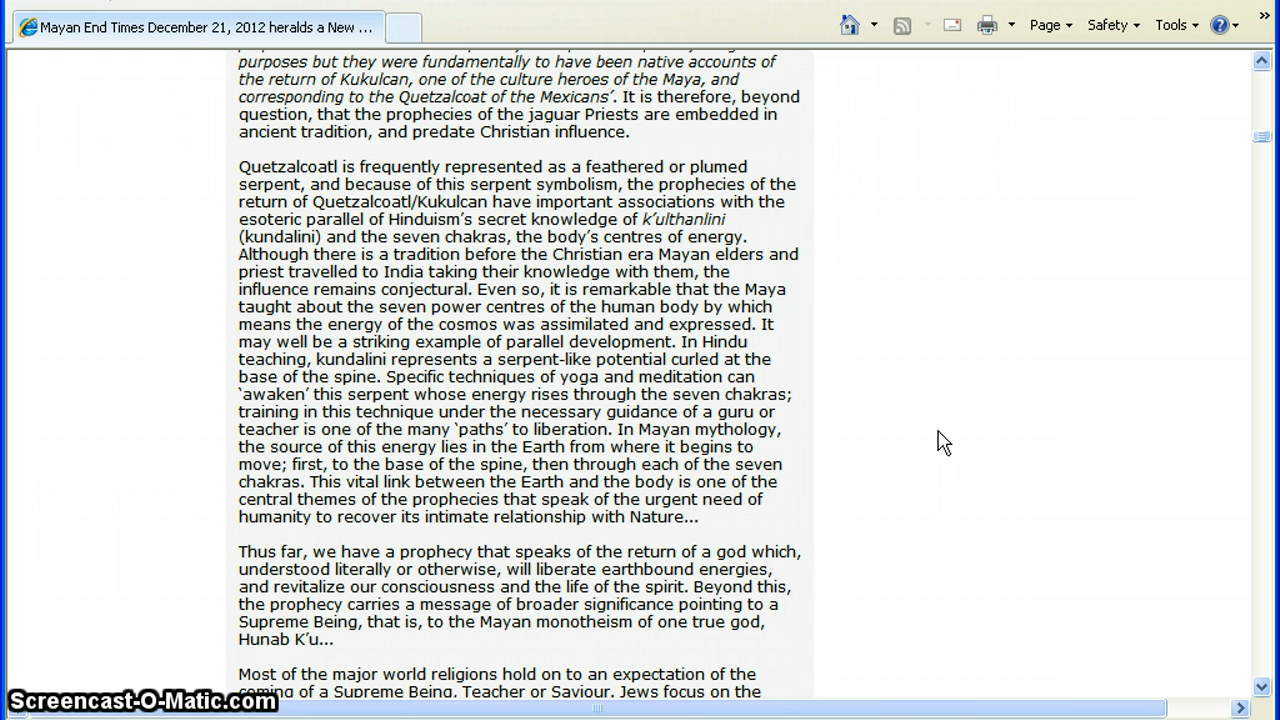 Mayan End Times December 21, 2012 heralds a New ...
Page
Safety
Tools
purposes but they were fundamentally to have been native accounts of
the return of Kukulcan, one of the culture heroes of the Maya, and
corresponding to the Quetzalcoat of the Mexicans’. It is therefore, beyond
question, that the prophecies of the jaguar Priests are embedded in
ancient tradition, and predate Christian influence.
Quetzalcoatl is frequently represented as a feathered or plumed
serpent, and because of this serpent symbolism, the prophecies of the
return of Quetzalcoatl/Kukulcan have important associations with the
esoteric parallel of Hinduism’s secret knowledge of k’ulthanlini
(kundalini) and the seven chakras, the body’s centres of energy.
Although there is a tradition before the Christian era Mayan elders and
priest travelled to India taking their knowledge with them, the
influence remains conjectural. Even so, it is remarkable that the Maya
taught about the seven power centres of the human body by which
means the energy of the cosmos was assimilated and expressed. It
may well be a striking example of parallel development. In Hindu
teaching, kundalini represents a serpent-like potential curled at the
base of the spine. Specific techniques of yoga and meditation can
‘awaken’ this serpent whose energy rises through the seven chakras;
training in this technique under the necessary guidance of a guru or
teacher is one of the many ‘paths’ to liberation. In Mayan mythology,
the source of this energy lies in the Earth from where it begins to
move; first, to the base of the spine, then through each of the seven
chakras. This vital link between the Earth and the body is one of the
central themes of the prophecies that speak of the urgent need of
humanity to recover its intimate relationship with Nature...
Thus far, we have a prophecy that speaks of the return of a god which,
understood literally or otherwise, will liberate earthbound energies,
and revitalize our consciousness and the life of the spirit. Beyond this,
the prophecy carries a message of broader significance pointing to a
Supreme Being, that is, to the Mayan monotheism of one true god,
Hunab K’u...
Most of the major world religions hold on to an expectation of the
coming of a Supreme Being, Teacher or Saviour. Jews focus on the
Screencast-O-Matic.com